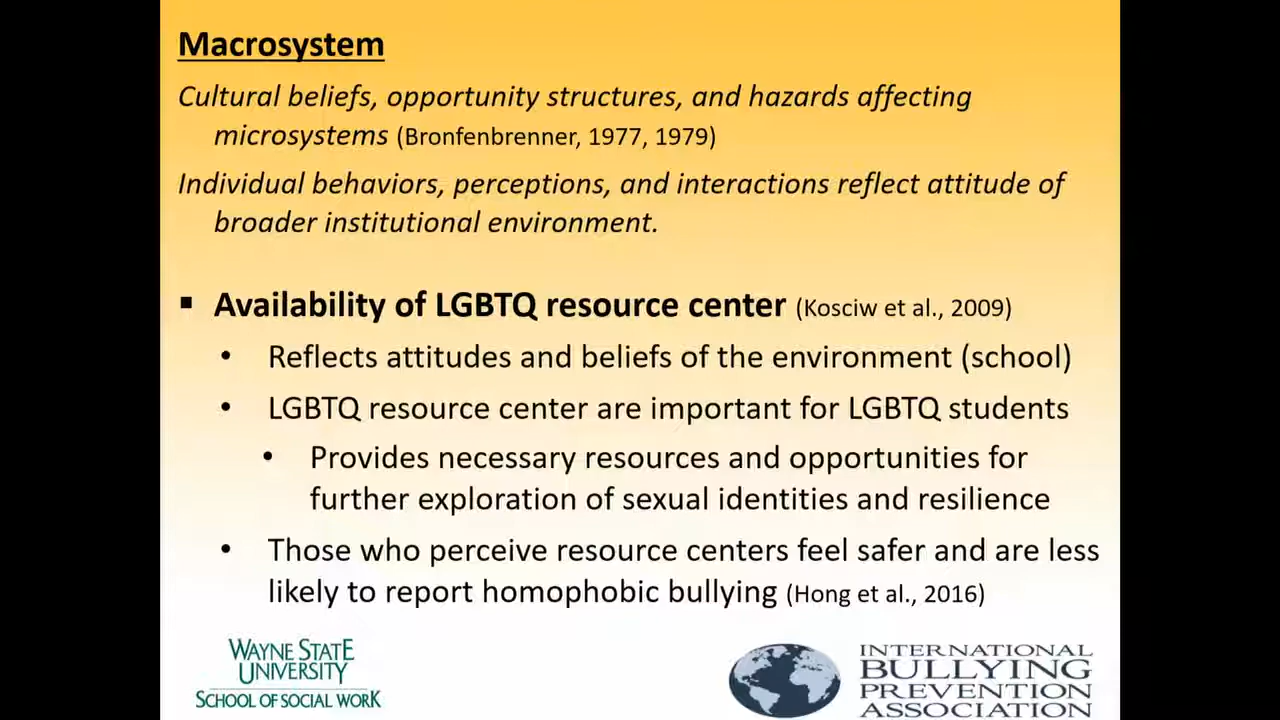 Macrosystem
Cultural beliefs, opportunity structures, and hazards affecting
microsystems (Bronfenbrenner, 1977, 1979)
Individual behaviors, perceptions, and interactions reflect attitude of
broader institutional environment.
▪ Availability of LGBTQ resource center (Kosciw et al., 2009)
• Reflects attitudes and beliefs of the environment (school)
• LGBTQ resource center are important for LGBTQ students
• Provides necessary resources and opportunities for
further exploration of sexual identities and resilience
• Those who perceive resource centers feel safer and are less
likely to report homophobic bullying (Hong et al., 2016)
WAYNE STATE
UNIVERSITY
SCHOOL OF SOCIAL WORK
INTERNATIONAL
BULLYING
PREVENTION
ASSOCIATION